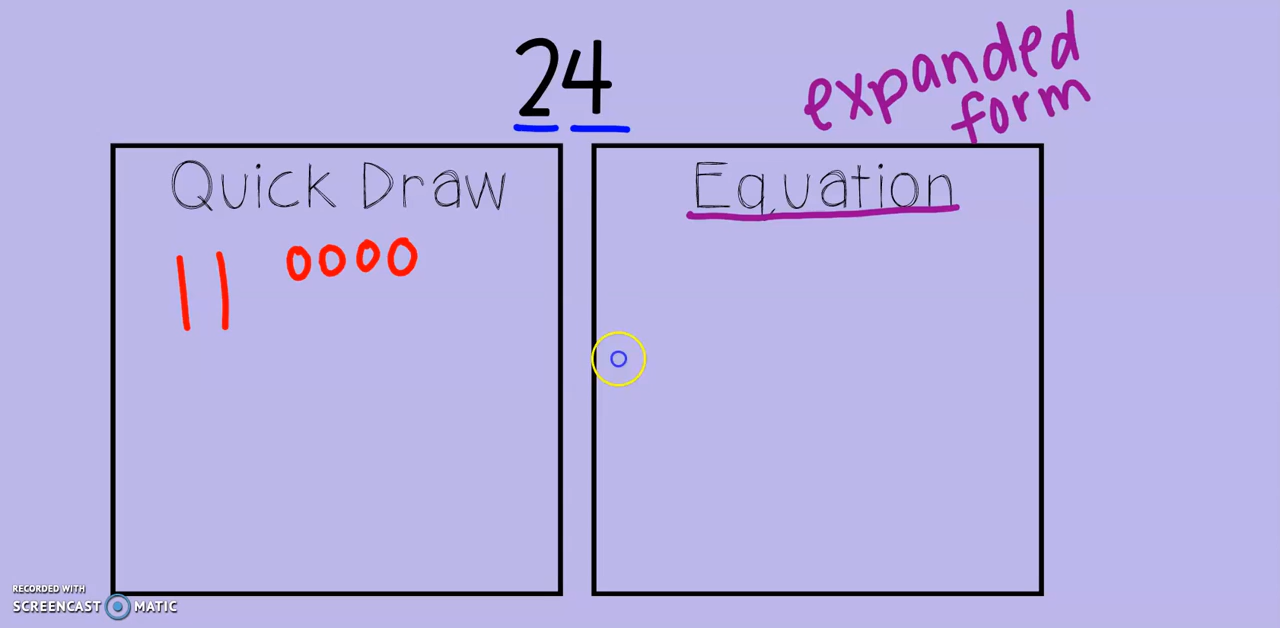 24
expanded
form
Quick Draw
Equation
RECORDED WITH
SCREENCAST MATIC